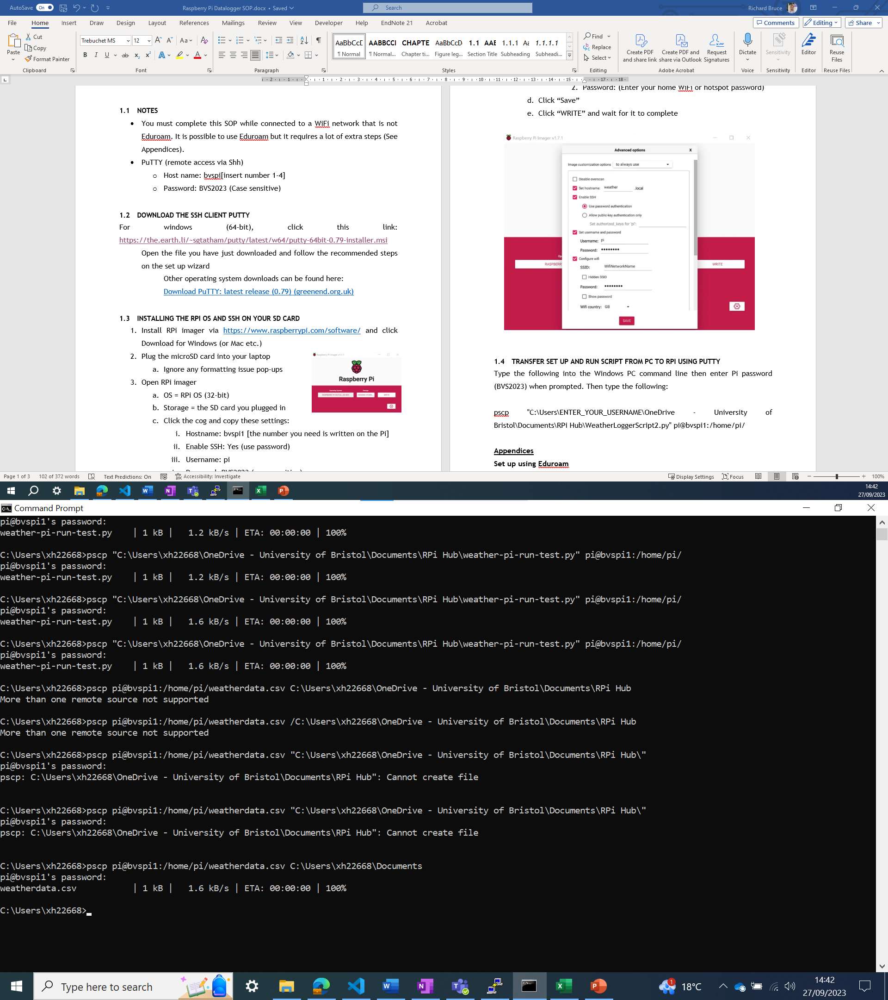 AutoSave On Raspberry Pi Datalogger SOP.docx • Saved Search Richard Bruce
File Home Insert Draw Design Layout References Mailings Review View Developer Help EndNote 21 Acrobat Comments Editing Share
Paste Cut Copy Format Painter
Trebuchet MS 12
AaBbCcD AABBCCI CHAPTE AaBbCcD 1.1 AAE 1.1.1 Aa 1.1.1.1
¶ Normal ¶ Normal... Chapter ti... Figure leg... Section Title Subheading Subheadi...
Find Replace Select
Create PDF and share link Create PDF and share via Outlook Request Signatures Dictate Sensitivity Editor Reuse Files
Clipboard Font Paragraph Styles Editing Adobe Acrobat Voice Sensitivity Editor Reuse Files
1.1 NOTES
• You must complete this SOP while connected to a WiFi network that is not
Eduroam. It is possible to use Eduroam but it requires a lot of extra steps (See
Appendices).
• PuTTY (remote access via Shh)
o Host name: bvspi[insert number 1-4]
o Password: BVS2023 (Case sensitive)
1.2 DOWNLOAD THE SSH CLIENT PUTTY
For windows (64-bit), click this link:
https://the.earth.li/~sgtatham/putty/latest/w64/putty-64bit-0.79-installer.msi
Open the file you have just downloaded and follow the recommended steps
on the set up wizard
Other operating system downloads can be found here:
Download PuTTY: latest release (0.79) (greenend.org.uk)
1.3 INSTALLING THE RPI OS AND SSH ON YOUR SD CARD
1. Install RPi imager via https://www.raspberrypi.com/software/ and click
Download for Windows (or Mac etc.)
2. Plug the microSD card into your laptop
a. Ignore any formatting issue pop-ups
3. Open RPi imager
a. OS = RPi OS (32-bit)
b. Storage = the SD card you plugged in
c. Click the cog and copy these settings:
i. Hostname: bvspi1 [the number you need is written on the Pi]
ii. Enable SSH: Yes (use password)
iii. Username: pi
Raspberry Pi Imager v1.7.1
Raspberry Pi
Operating System Storage
WRITE
2. Password: (Enter your home WiFi or hotspot password)
d. Click “Save”
e. Click “WRITE” and wait for it to complete
Raspberry Pi Imager v1.7.1
Advanced options X
Image customization options to always use
Disable overscan
Set hostname: weather .local
Enable SSH
Use password authentication
Allow public-key authentication only
Set authorized_keys for 'pi':
Set username and password
Username: pi
Password: ••••••••
Configure wifi
SSID: WifiNetworkName
Hidden SSID
Password: ••••••••
Show password
Wifi country: GB
SAVE
Op
RASPBERR
WRITE
1.4 TRANSFER SET UP AND RUN SCRIPT FROM PC TO RPI USING PUTTY
Type the following into the Windows PC command line then enter Pi password
(BVS2023) when prompted. Then type the following:
pscp "C:\Users\ENTER_YOUR_USERNAME\OneDrive - University of
Bristol\Documents\RPi Hub\WeatherLoggerScript2.py" pi@bvspi1:/home/pi/
Appendices
Set up using Eduroam
Page 1 of 3 102 of 372 words Text Predictions: On Accessibility: Investigate Display Settings Focus 100%
14:42
27/09/2023
Command Prompt
pi@bvspi1's password:
weather-pi-run-test.py | 1 kB | 1.2 kB/s | ETA: 00:00:00 | 100%
C:\Users\xh22668>pscp "C:\Users\xh22668\OneDrive - University of Bristol\Documents\RPi Hub\weather-pi-run-test.py" pi@bvspi1:/home/pi/
pi@bvspi1's password:
weather-pi-run-test.py | 1 kB | 1.2 kB/s | ETA: 00:00:00 | 100%
C:\Users\xh22668>pscp "C:\Users\xh22668\OneDrive - University of Bristol\Documents\RPi Hub\weather-pi-run-test.py" pi@bvspi1:/home/pi/
pi@bvspi1's password:
weather-pi-run-test.py | 1 kB | 1.6 kB/s | ETA: 00:00:00 | 100%
C:\Users\xh22668>pscp "C:\Users\xh22668\OneDrive - University of Bristol\Documents\RPi Hub\weather-pi-run-test.py" pi@bvspi1:/home/pi/
pi@bvspi1's password:
weather-pi-run-test.py | 1 kB | 1.6 kB/s | ETA: 00:00:00 | 100%
C:\Users\xh22668>pscp pi@bvspi1:/home/pi/weatherdata.csv C:\Users\xh22668\OneDrive - University of Bristol\Documents\RPi Hub
More than one remote source not supported
C:\Users\xh22668>pscp pi@bvspi1:/home/pi/weatherdata.csv /C:\Users\xh22668\OneDrive - University of Bristol\Documents\RPi Hub
More than one remote source not supported
C:\Users\xh22668>pscp pi@bvspi1:/home/pi/weatherdata.csv "C:\Users\xh22668\OneDrive - University of Bristol\Documents\RPi Hub\"
pi@bvspi1's password:
pscp: C:\Users\xh22668\OneDrive - University of Bristol\Documents\RPi Hub": Cannot create file
C:\Users\xh22668>pscp pi@bvspi1:/home/pi/weatherdata.csv "C:\Users\xh22668\OneDrive - University of Bristol\Documents\RPi Hub\"
pi@bvspi1's password:
pscp: C:\Users\xh22668\OneDrive - University of Bristol\Documents\RPi Hub": Cannot create file
C:\Users\xh22668>pscp pi@bvspi1:/home/pi/weatherdata.csv C:\Users\xh22668\Documents
pi@bvspi1's password:
weatherdata.csv | 1 kB | 1.6 kB/s | ETA: 00:00:00 | 100%
C:\Users\xh22668>
Type here to search 1 18°C 14:42
27/09/2023